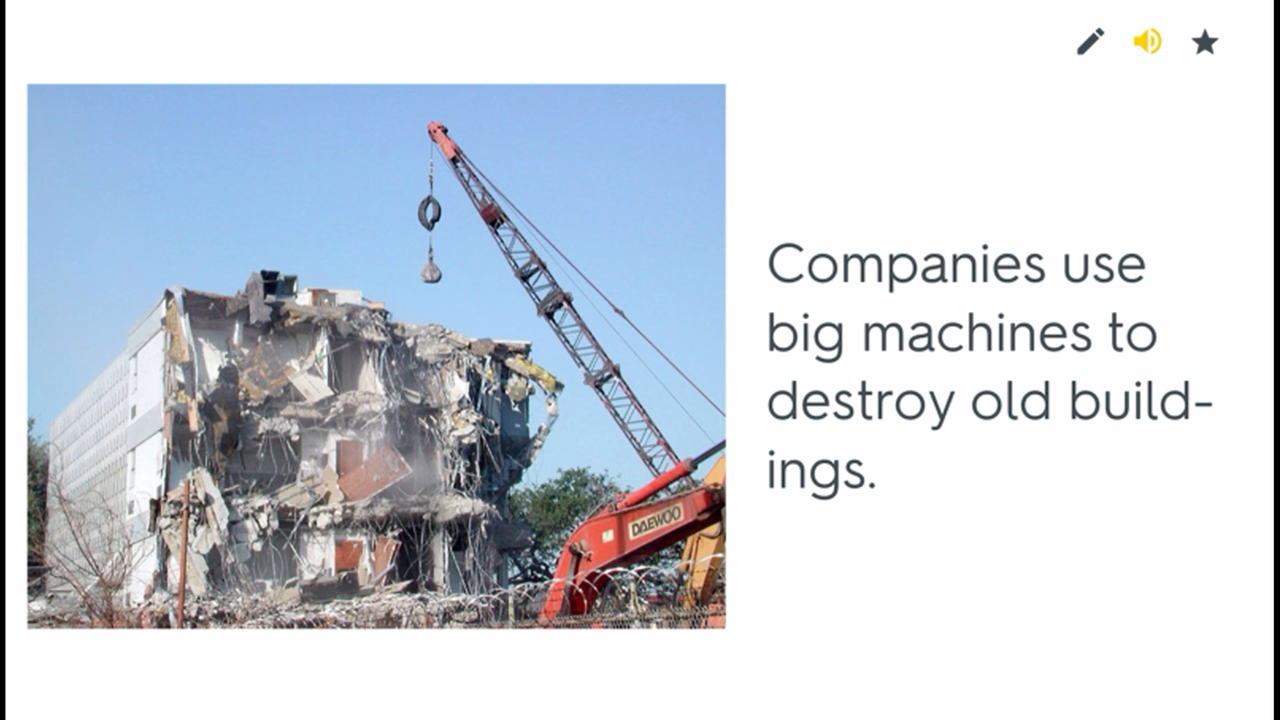 Companies use
big machines to
destroy old build-
ings.
DAEWOO